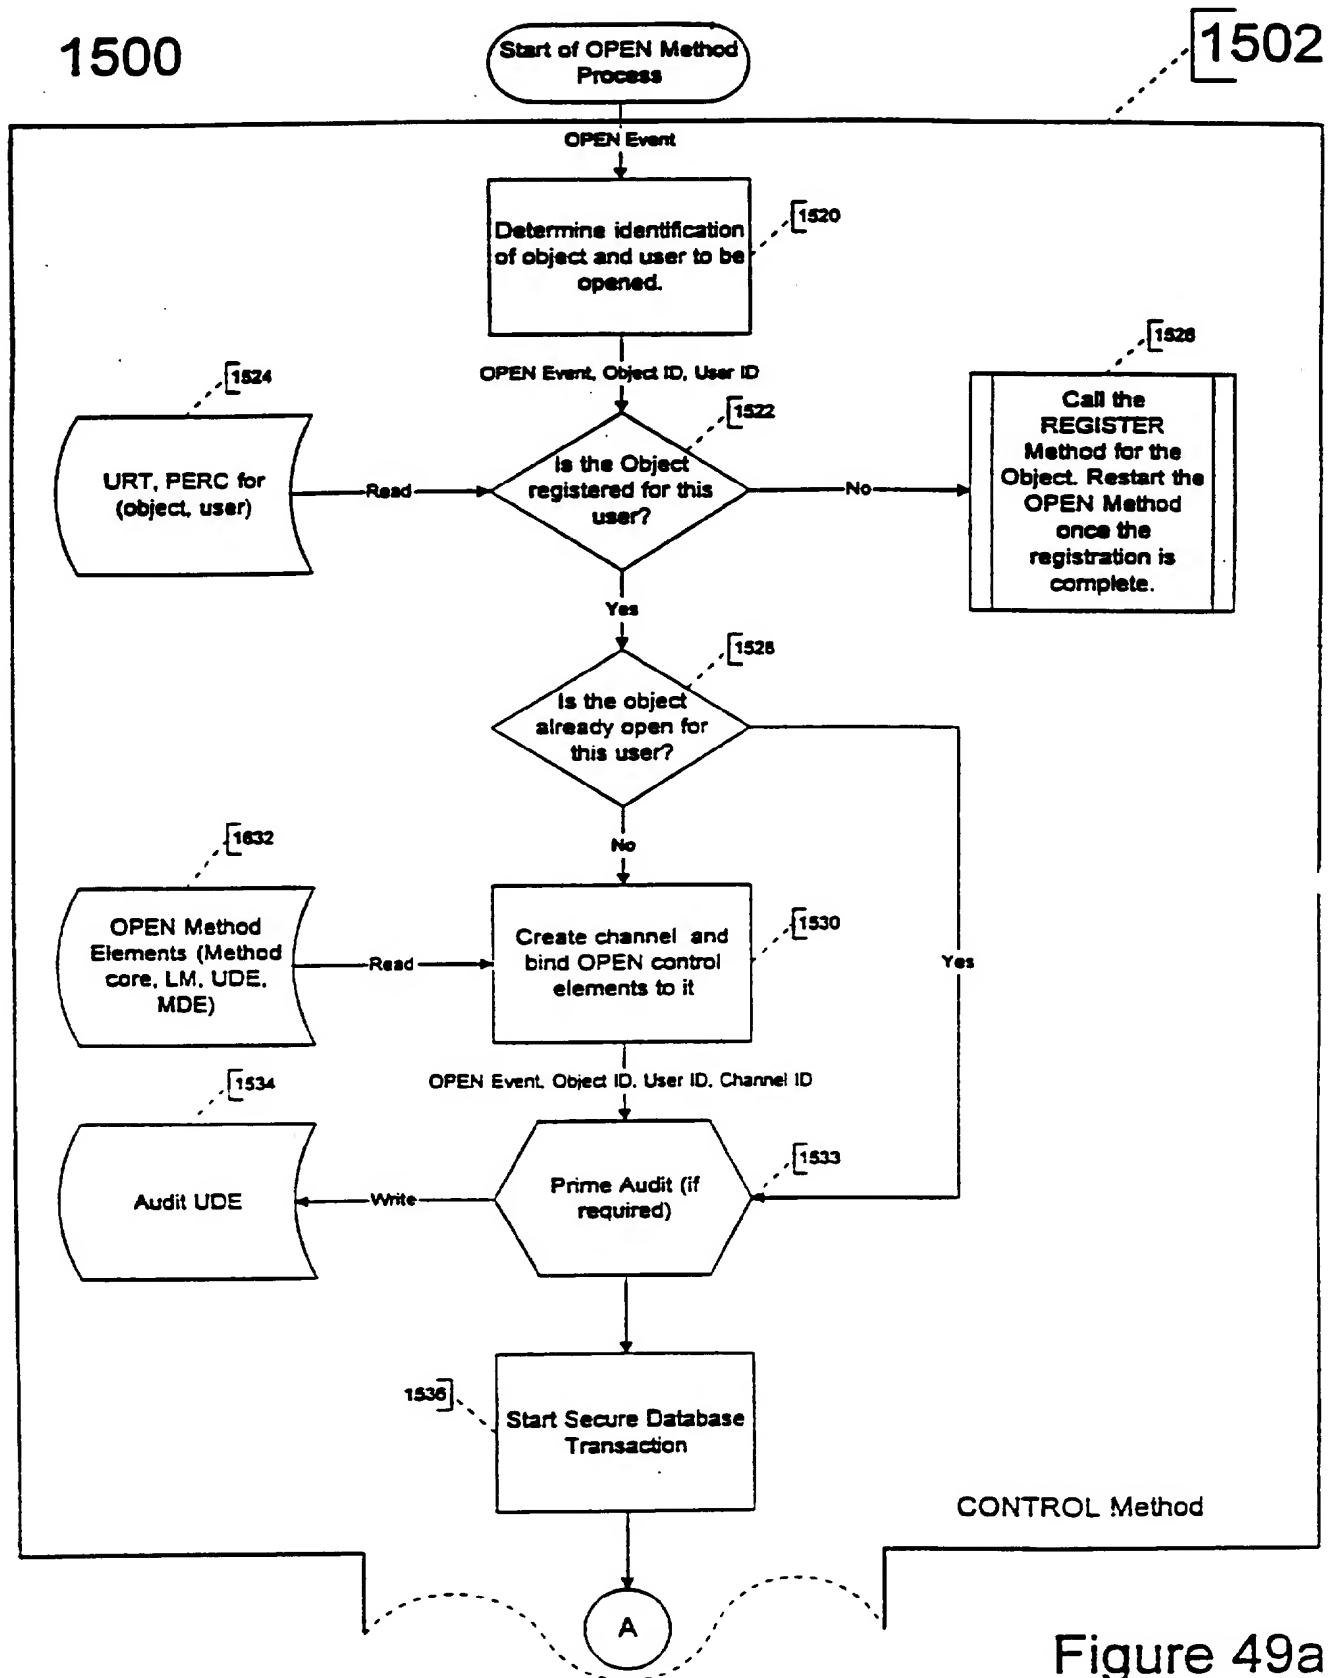 1500
Start of OPEN Method
Process
1502
OPEN Event
Determine identification
of object and user to be
opened.
1520
OPEN Event, Object ID, User ID
1524
URT, PERC for
(object, user)
Read
1522
Is the Object
registered for this
user?
No
1526
Call the
REGISTER
Method for the
Object. Restart the
OPEN Method
once the
registration is
complete.
Yes
1528
Is the object
already open for
this user?
No
Yes
1632
OPEN Method
Elements (Method
core, LM, UDE,
MDE)
Read
1530
Create channel and
bind OPEN control
elements to it
OPEN Event, Object ID, User ID, Channel ID
1534
Audit UDE
Write
1533
Prime Audit (if
required)
1536
Start Secure Database
Transaction
CONTROL Method
A
Figure 49a